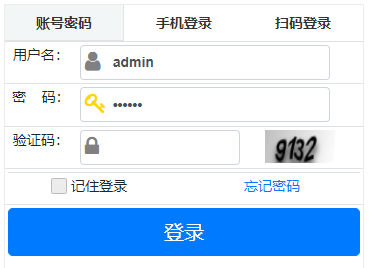 账号密码 手机登录 扫码登录
用户名： admin
密 码： ••••••
验证码： 9132
记住登录 忘记密码
登录